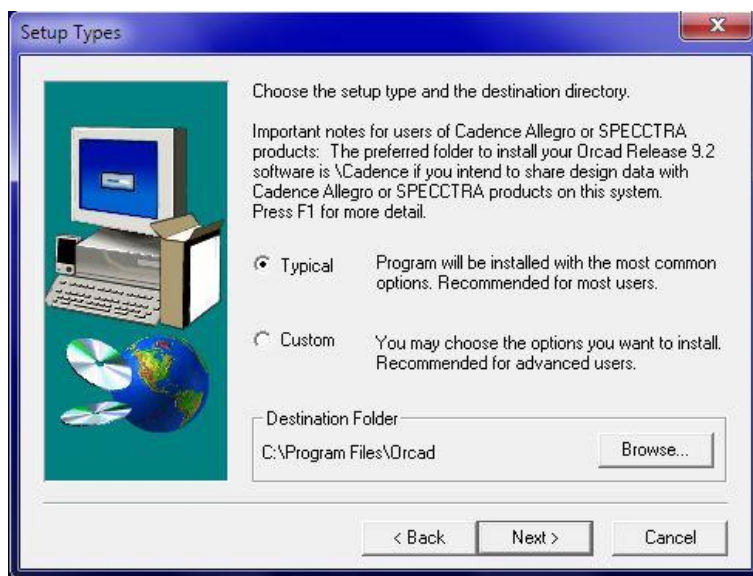 Setup Types
X
Choose the setup type and the destination directory.
Important notes for users of Cadence Allegro or SPECCTRA
products: The preferred folder to install your Orcad Release 9.2
software is \Cadence if you intend to share design data with
Cadence Allegro or SPECCTRA products on this system.
Press F1 for more detail.
Typical
Program will be installed with the most common
options. Recommended for most users.
Custom
You may choose the options you want to install.
Recommended for advanced users.
Destination Folder
C:\Program Files\Orcad
Browse...
< Back
Next >
Cancel